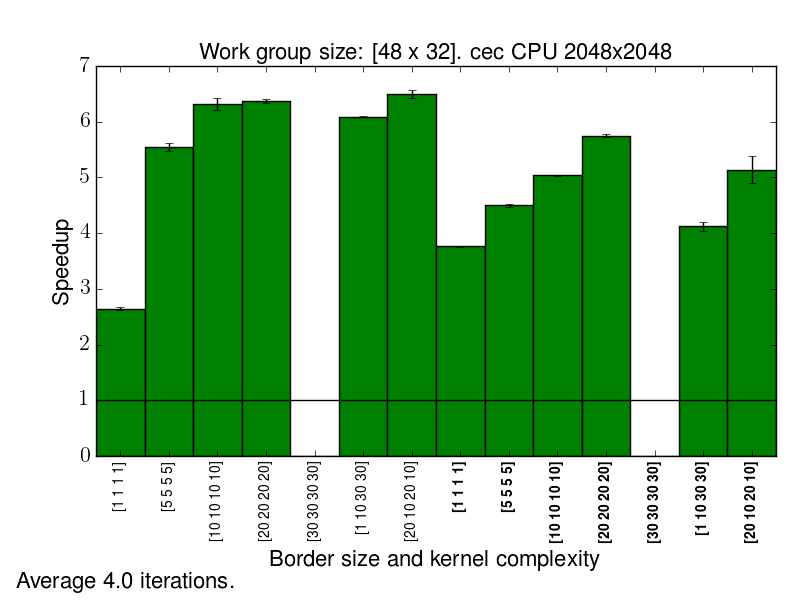 Work group size: [48 x 32]. cec CPU 2048x2048
7
6
5
4
3
2
1
0
Speedup
[1 1 1 1]
[5 5 5 5]
[10 10 10 10]
[20 20 20 20]
[30 30 30 30]
[1 10 30 30]
[20 10 20 10]
[1 1 1 1]
[5 5 5 5]
[10 10 10 10]
[20 20 20 20]
[30 30 30 30]
[1 10 30 30]
[20 10 20 10]
Border size and kernel complexity
Average 4.0 iterations.